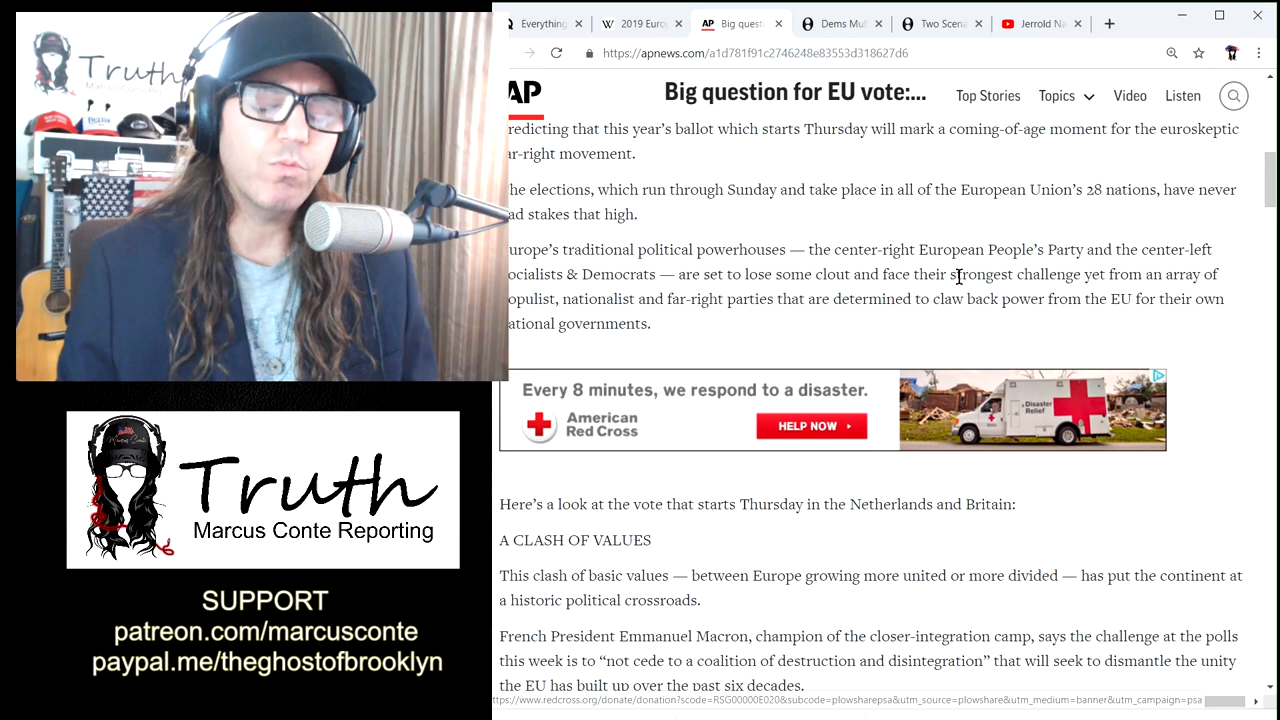 Truth
Marcus Conte Reporting
SUPPORT
patreon.com/marcusconte
paypal.me/theghostofbrooklyn
Everything
2019 Euro
AP Big quest
Dems Mul
Two Scena
Jerrold Na
https://apnews.com/a1d781f91c2746248e83553d318627d6
AP
Big question for EU vote:...
Top Stories Topics Video Listen
redicting that this year’s ballot which starts Thursday will mark a coming-of-age moment for the euroskeptic
ar-right movement.
he elections, which run through Sunday and take place in all of the European Union’s 28 nations, have never
ad stakes that high.
urope’s traditional political powerhouses — the center-right European People’s Party and the center-left
ocialists & Democrats — are set to lose some clout and face their strongest challenge yet from an array of
opulist, nationalist and far-right parties that are determined to claw back power from the EU for their own
ational governments.
Every 8 minutes, we respond to a disaster.
American
Red Cross
HELP NOW
Disaster
Relief
Here’s a look at the vote that starts Thursday in the Netherlands and Britain:
A CLASH OF VALUES
This clash of basic values — between Europe growing more united or more divided — has put the continent at
a historic political crossroads.
French President Emmanuel Macron, champion of the closer-integration camp, says the challenge at the polls
this week is to “not cede to a coalition of destruction and disintegration” that will seek to dismantle the unity
the EU has built up over the past six decades.
ttps://www.redcross.org/donate/donation?scode=RSG00000E020&subcode=plowsharepsa&utm_source=plowshare&utm_medium=banner&utm_campaign=psa
Truth
Marcus Conte